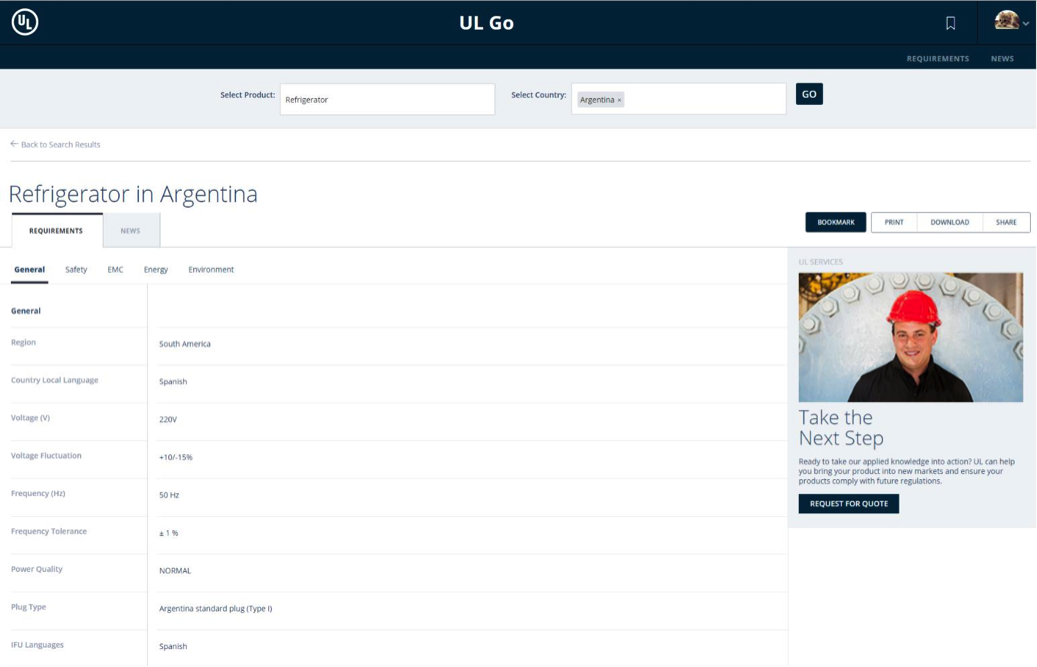 UL
UL Go
REQUIREMENTS
NEWS
Select Product:
Refrigerator
Select Country:
Argentina ×
GO
← Back to Search Results
Refrigerator in Argentina
REQUIREMENTS
NEWS
BOOKMARK
PRINT
DOWNLOAD
SHARE
General
Safety
EMC
Energy
Environment
General
Region
South America
Country Local Language
Spanish
Voltage (V)
220V
Voltage Fluctuation
+10/-15%
Frequency (Hz)
50 Hz
Frequency Tolerance
± 1 %
Power Quality
NORMAL
Plug Type
Argentina standard plug (Type I)
IFU Languages
Spanish
UL SERVICES
Take the
Next Step
Ready to take our applied knowledge into action? UL can help
you bring your product into new markets and ensure your
products comply with future regulations.
REQUEST FOR QUOTE